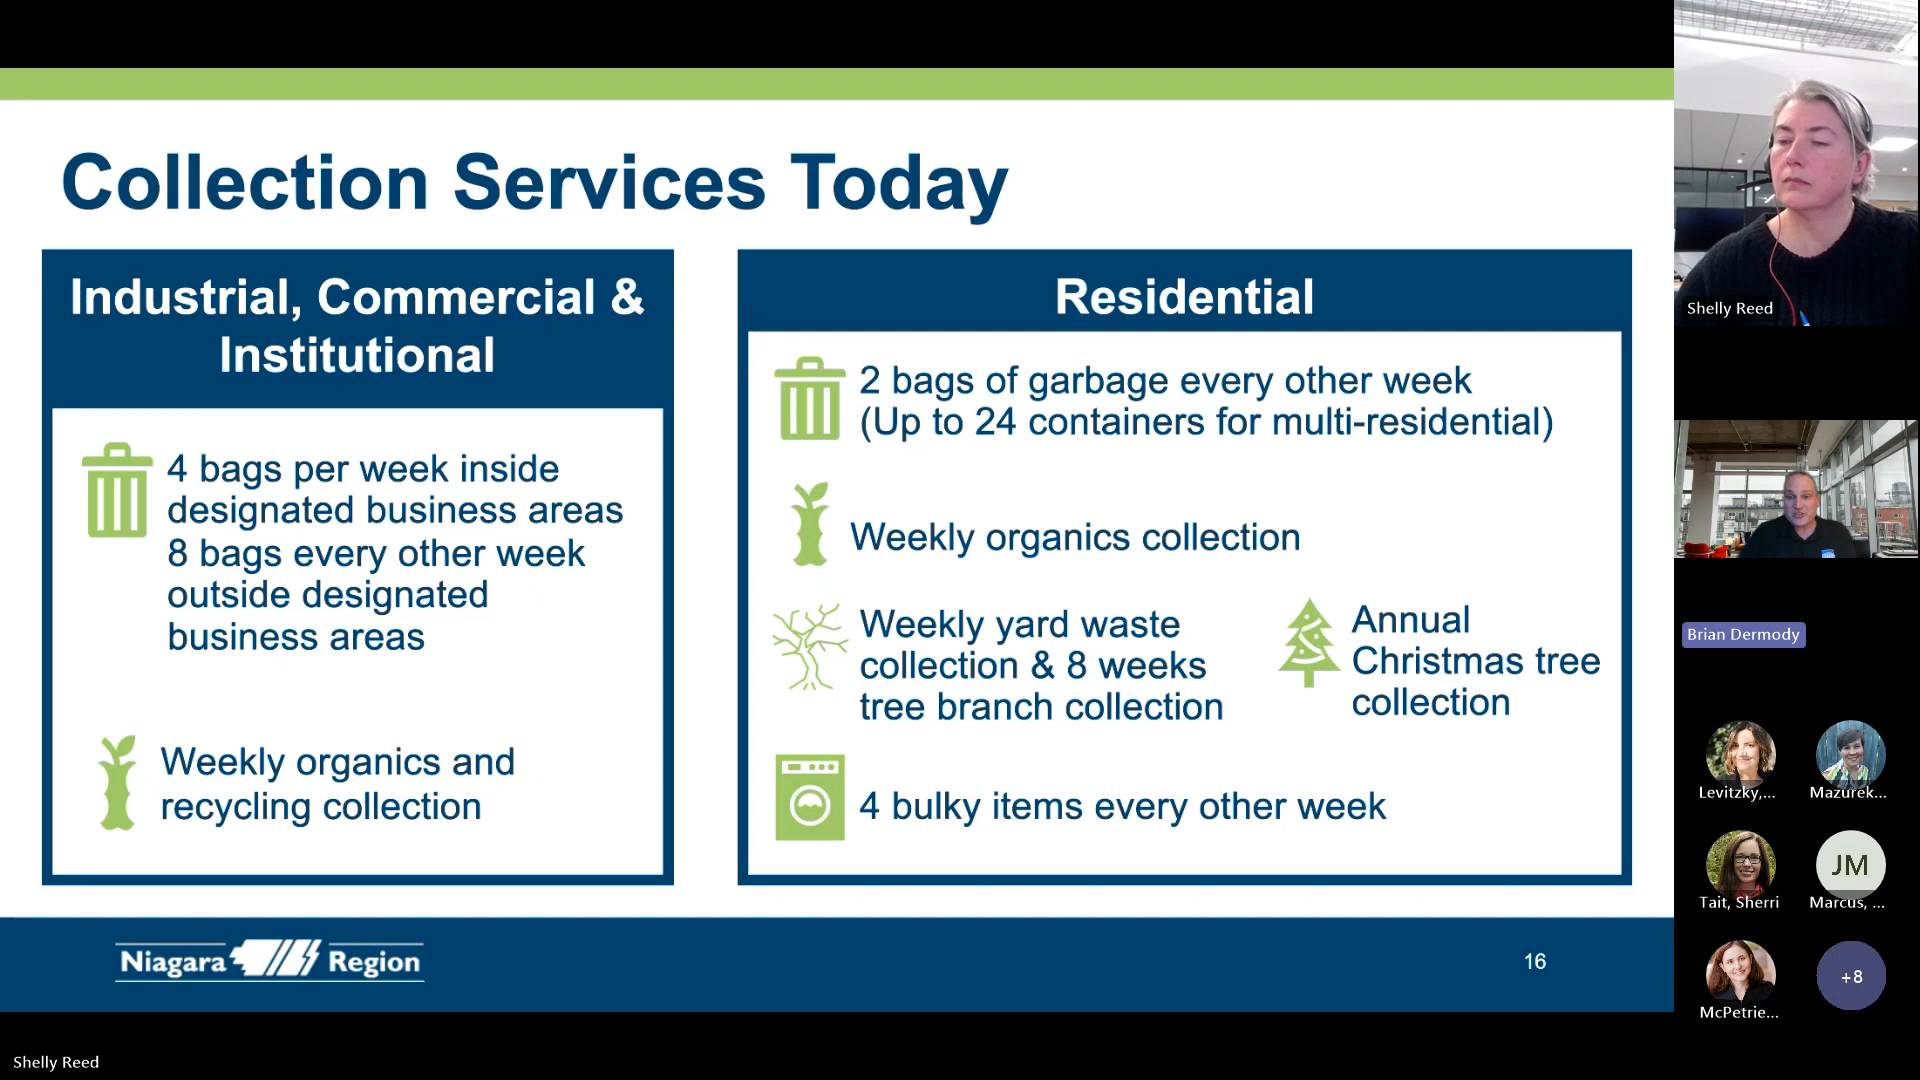 Collection Services Today
Industrial, Commercial &
Institutional
4 bags per week inside
designated business areas
8 bags every other week
outside designated
business areas
Weekly organics and
recycling collection
Residential
2 bags of garbage every other week
(Up to 24 containers for multi-residential)
Weekly organics collection
Weekly yard waste
collection & 8 weeks
tree branch collection
Annual
Christmas tree
collection
4 bulky items every other week
Niagara Region
16
Shelly Reed
Shelly Reed
Brian Dermody
Levitzky,...
Mazurek...
Tait, Sherri
JM
Marcus, ...
McPetrie...
+8